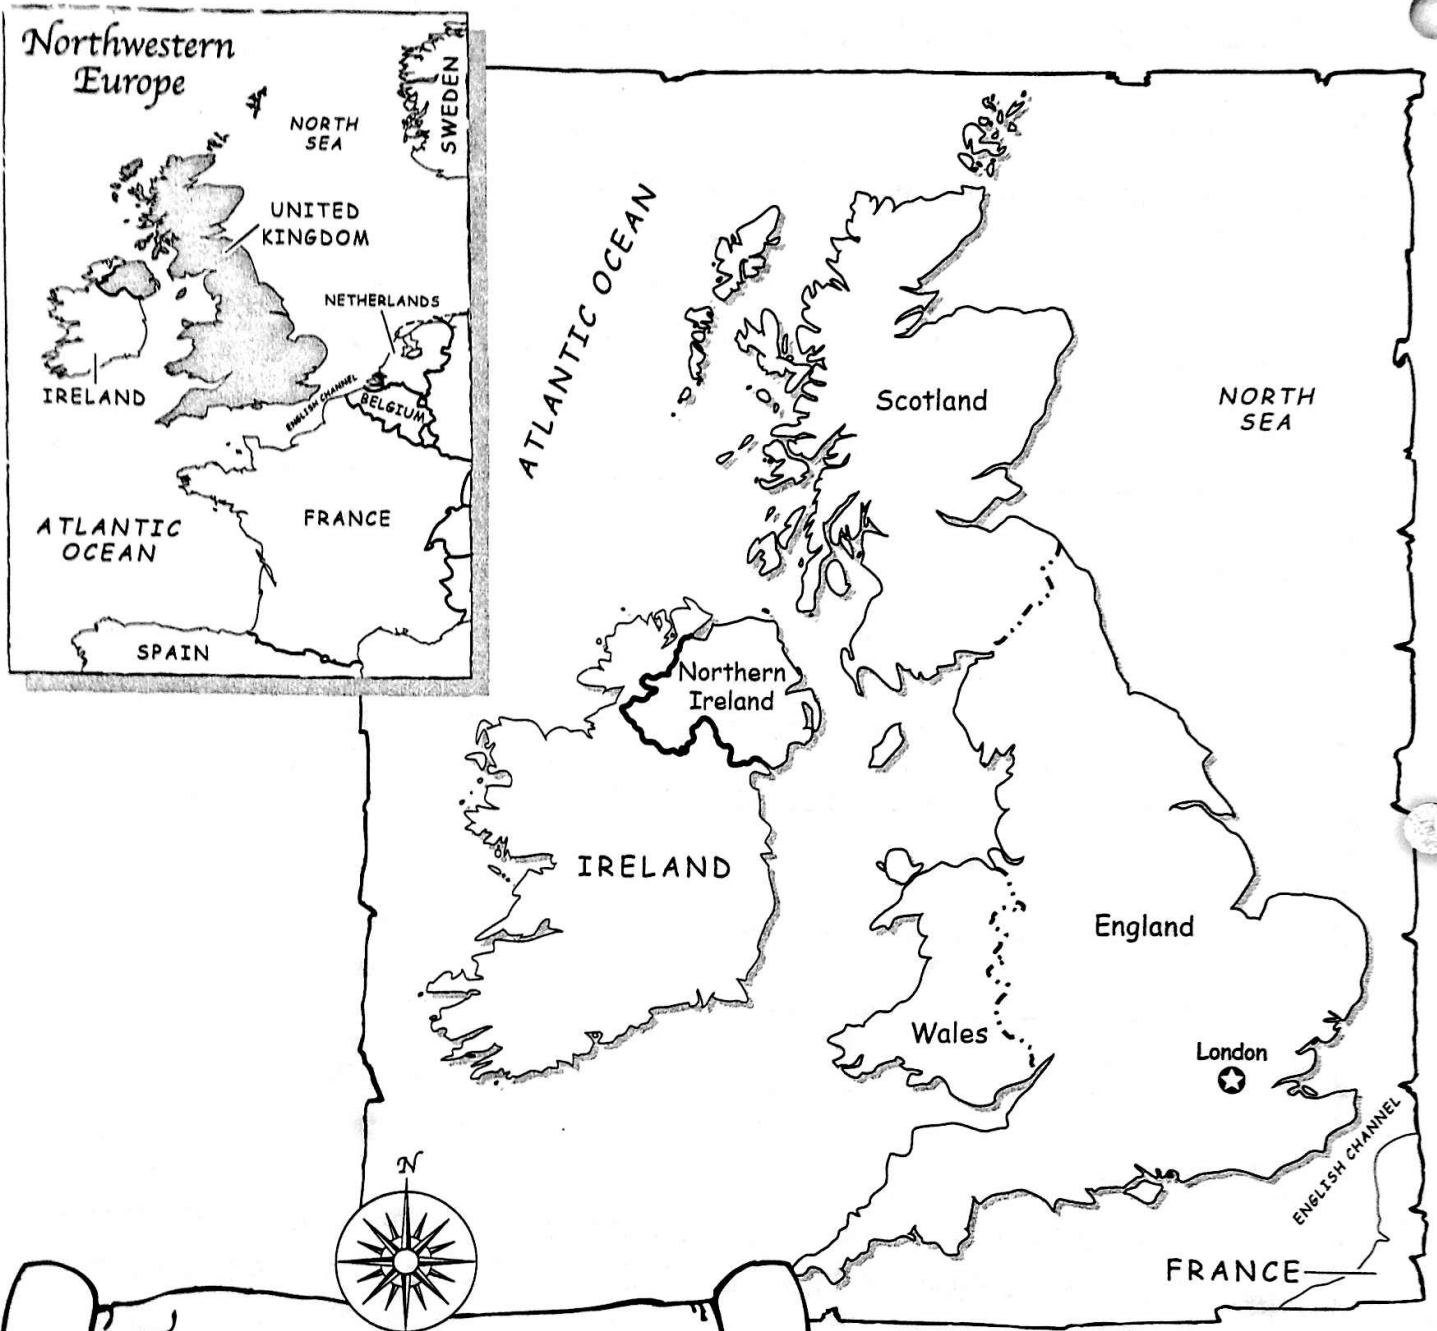 Northwestern
Europe
NORTH
SEA
SWEDEN
UNITED
KINGDOM
NETHERLANDS
IRELAND
ENGLISH CHANNEL
BELGIUM
ATLANTIC
OCEAN
FRANCE
SPAIN
ATLANTIC OCEAN
Scotland
NORTH
SEA
Northern
Ireland
IRELAND
England
Wales
London
ENGLISH CHANNEL
FRANCE
N